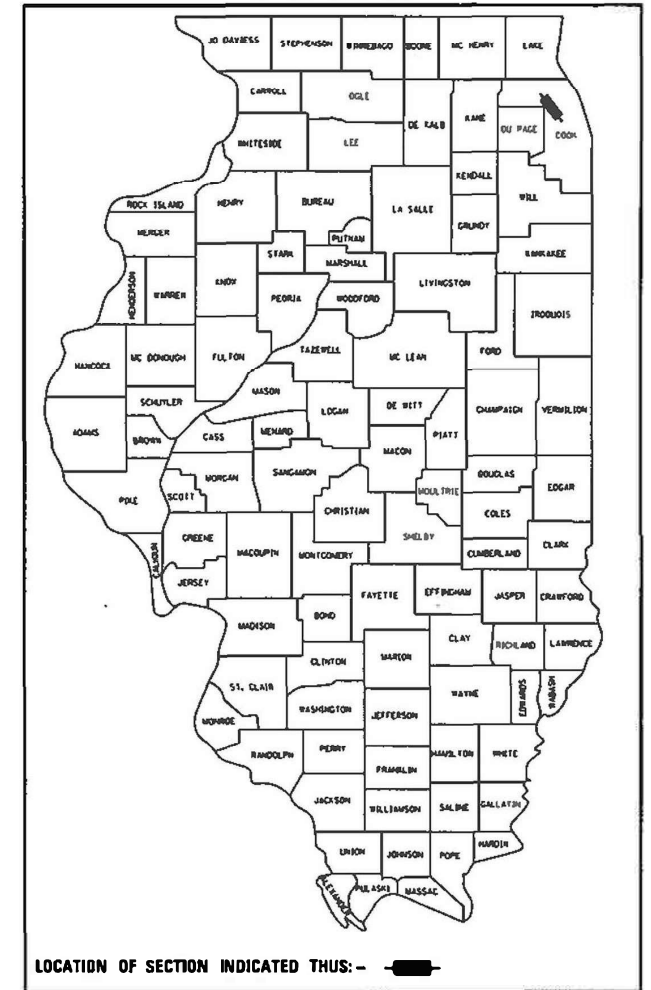 JO DAVIESS STEPHENSON WINNEBAGO BOONE MC HENRY LAKE
CARROLL OGLE DE KALB KANE DU PAGE COOK
WHITESIDE LEE
KENDALL
ROCK ISLAND HENRY BUREAU LA SALLE GRUNDY WILL
MERCER PUTNAM
STARK MARSHALL KANKAKEE
HENDERSON WARREN KNOX PEORIA WOODFORD LIVINGSTON IROQUOIS
HANCOCK MC DONOUGH FULTON TAZEWELL MC LEAN FORD
SCHUYLER MASON LOGAN DE WITT CHAMPAIGN VERMILION
ADAMS BROWN CASS MENARD MACON PIATT
PIKE SCOTT MORGAN SANGAMON CHRISTIAN MOULTRIE DOUGLAS EDGAR
COLES
CALHOUN GREENE MACOUPIN MONTGOMERY SHELBY CUMBERLAND CLARK
JERSEY
MADISON BOND FAYETTE EFFINGHAM JASPER CRAWFORD
CLINTON MARION CLAY RICHLAND LAWRENCE
ST. CLAIR WASHINGTON JEFFERSON WAYNE EDWARDS WABASH
MONROE
RANDOLPH PERRY FRANKLIN HAMILTON WHITE
JACKSON WILLIAMSON SALINE GALLATIN
UNION JOHNSON POPE HARDIN
ALEXANDER PULASKI MASSAC
LOCATION OF SECTION INDICATED THUS:-